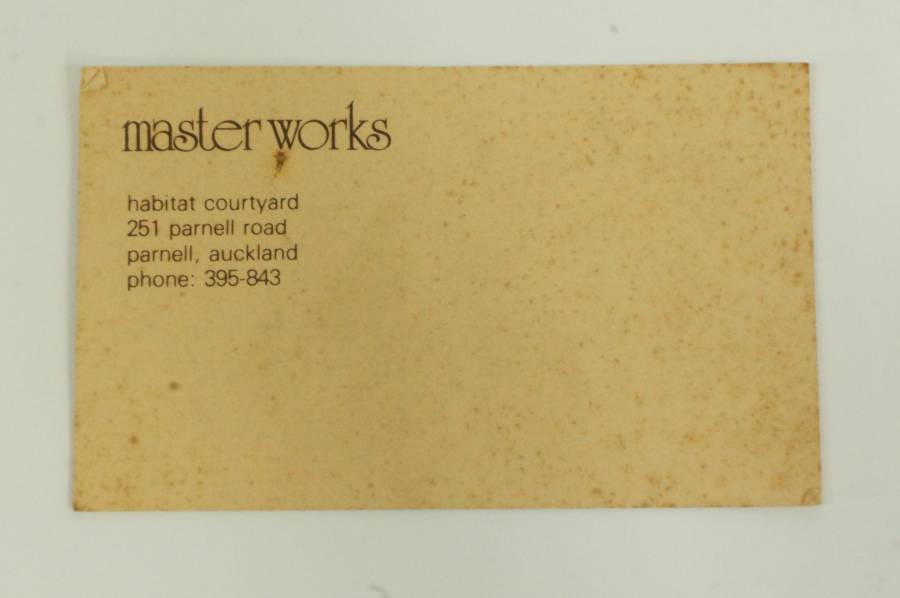 master works
habitat courtyard
251 parnell road
parnell, auckland
phone: 395-843